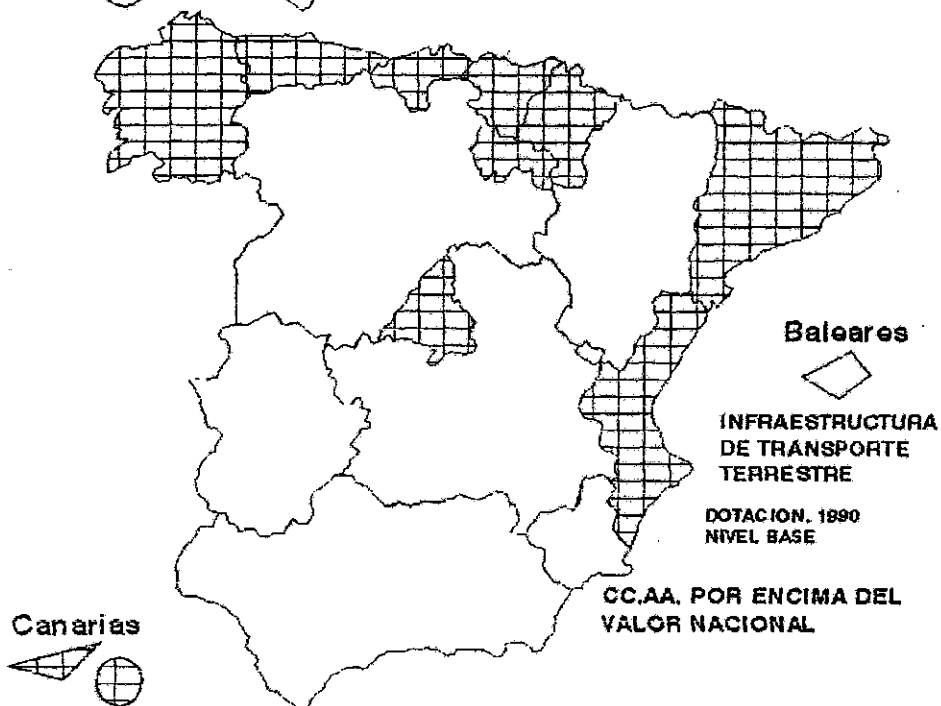 Baleares
INFRAESTRUCTURA
DE TRANSPORTE
TERRESTRE
DOTACION. 1990
NIVEL BASE
CC.AA. POR ENCIMA DEL
VALOR NACIONAL
Canarias